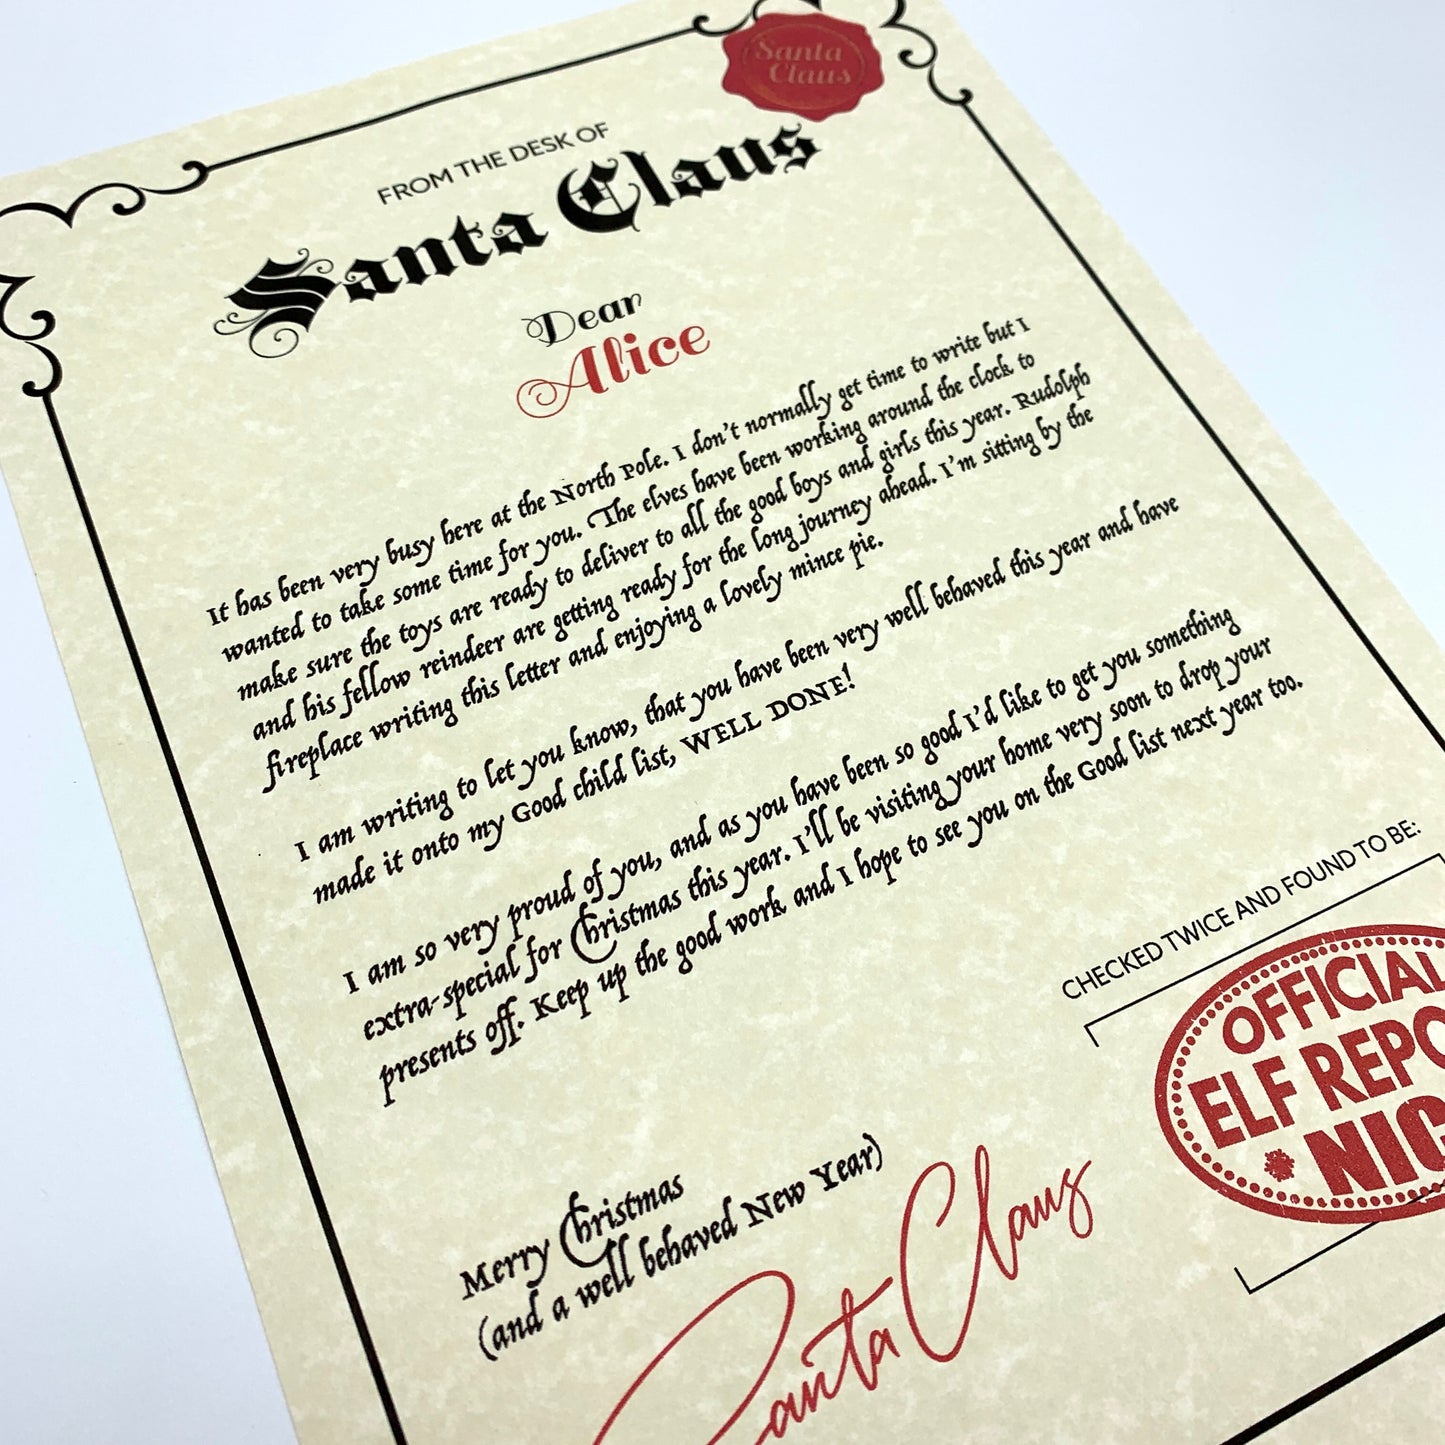 Santa
Claus
FROM THE DESK OF
Santa Claus
Dear
Alice
It has been very busy here at the North Pole. I don't normally get time to write but I
wanted to take some time for you. The elves have been working around the clock to
make sure the toys are ready to deliver to all the good boys and girls this year. Rudolph
and his fellow reindeer are getting ready for the long journey ahead. I'm sitting by the
fireplace writing this letter and enjoying a lovely mince pie.
I am writing to let you know, that you have been very well behaved this year and have
made it onto my Good child list, WELL DONE!
I am so very proud of you, and as you have been so good I'd like to get you something
extra-special for Christmas this year. I'll be visiting your home very soon to drop your
presents off. Keep up the good work and I hope to see you on the Good list next year too.
CHECKED TWICE AND FOUND TO BE:
OFFICIAL
ELF REPO
NIC
Merry Christmas
(and a well behaved New Year)
Santa Claus